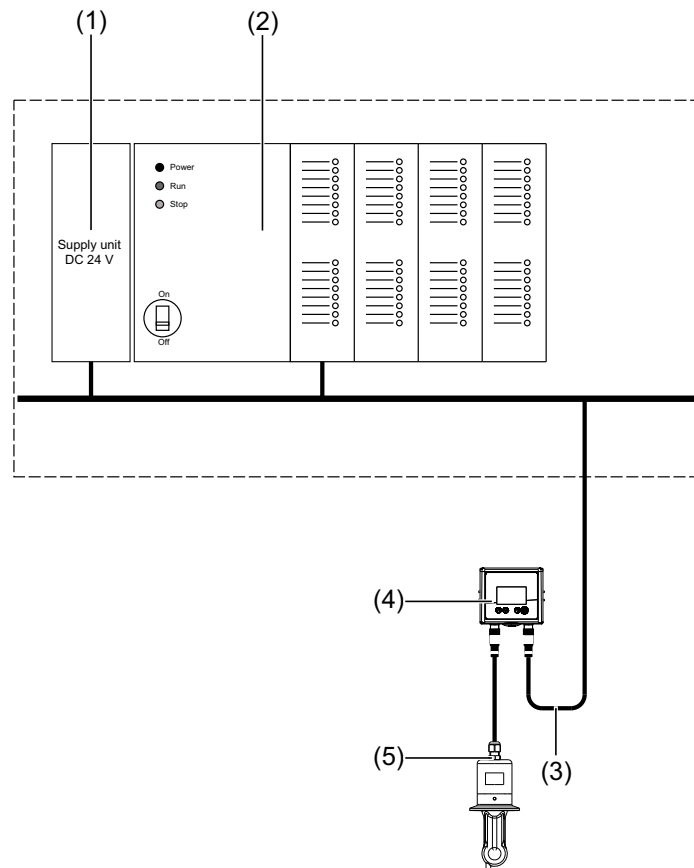 (1)
(2)
Power
Run
Stop
Supply unit
DC 24 V
On
Off
(4)
(5)
(3)